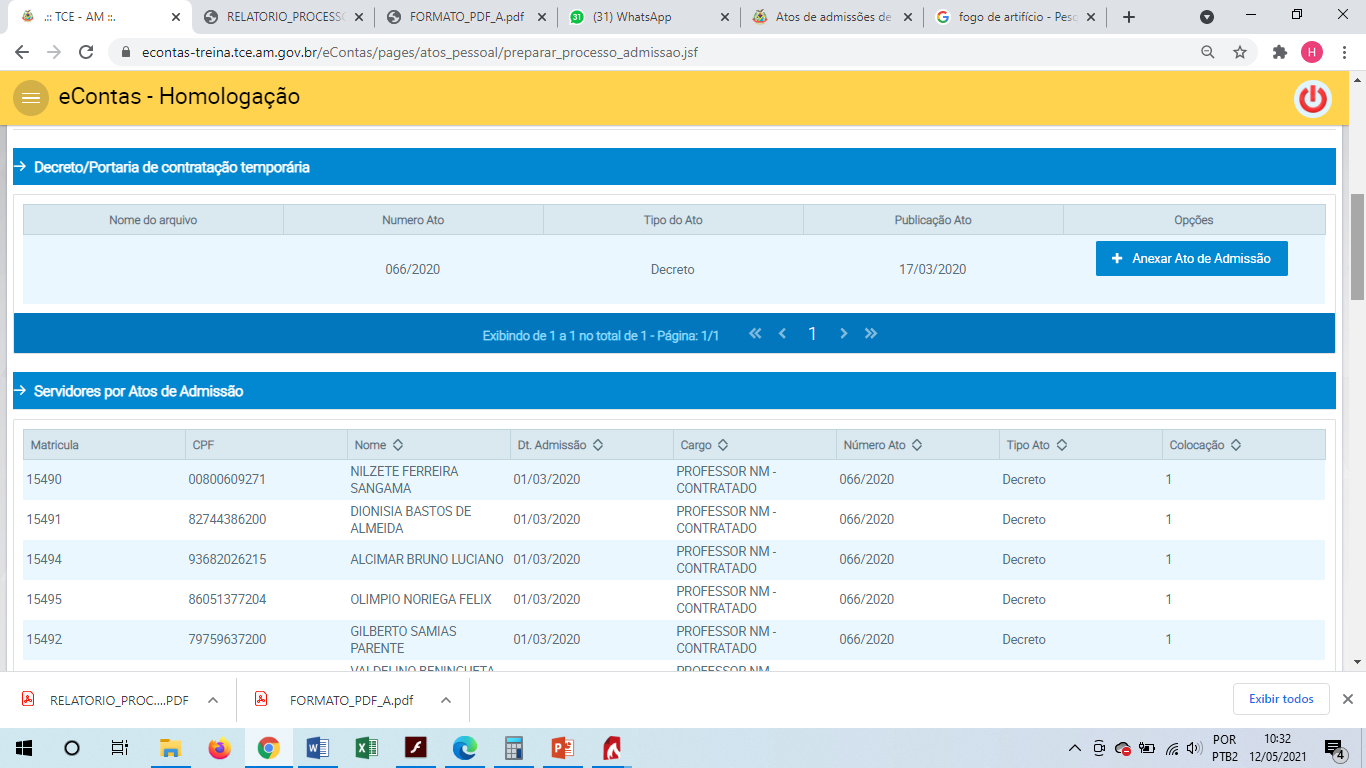 .:: TCE - AM ::.
RELATORIO_PROCESSO
FORMATO_PDF_A.pdf
(31) WhatsApp
Atos de admissões de
fogo de artifício - Pesq
econtas-treina.tce.am.gov.br/eContas/pages/atos_pessoal/preparar_processo_admissao.jsf
H
eContas - Homologação
Decreto/Portaria de contratação temporária
Nome do arquivo Numero Ato Tipo do Ato Publicação Ato Opções
066/2020 Decreto 17/03/2020 Anexar Ato de Admissão
Exibindo de 1 a 1 no total de 1 - Página: 1/1 1
Servidores por Atos de Admissão
Matricula CPF Nome Dt. Admissão Cargo Número Ato Tipo Ato Colocação
15490 00800609271 NILZETE FERREIRA SANGAMA 01/03/2020 PROFESSOR NM - CONTRATADO 066/2020 Decreto 1
15491 82744386200 DIONISIA BASTOS DE ALMEIDA 01/03/2020 PROFESSOR NM - CONTRATADO 066/2020 Decreto 1
15494 93682026215 ALCIMAR BRUNO LUCIANO 01/03/2020 PROFESSOR NM - CONTRATADO 066/2020 Decreto 1
15495 86051377204 OLIMPIO NORIEGA FELIX 01/03/2020 PROFESSOR NM - CONTRATADO 066/2020 Decreto 1
15492 79759637200 GILBERTO SAMIAS PARENTE 01/03/2020 PROFESSOR NM - CONTRATADO 066/2020 Decreto 1
PROFESSOR NM
RELATORIO_PROC....PDF
FORMATO_PDF_A.pdf
Exibir todos
POR 10:32
PTB2 12/05/2021
4